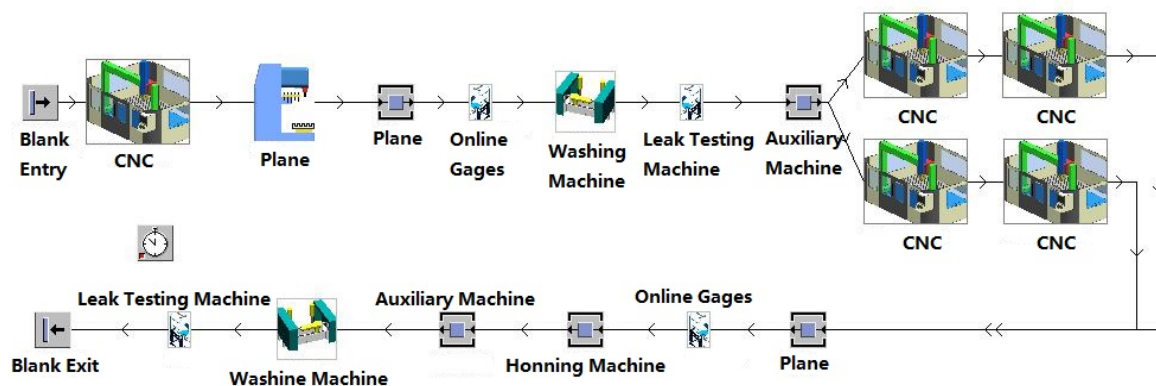 Blank
Entry
CNC
Plane
Plane
Online
Gages
Washing
Machine
Leak Testing
Machine
Auxiliary
Machine
CNC
CNC
CNC
CNC
Leak Testing Machine
Auxiliary Machine
Online Gages
Blank Exit
Washine Machine
Honning Machine
Plane